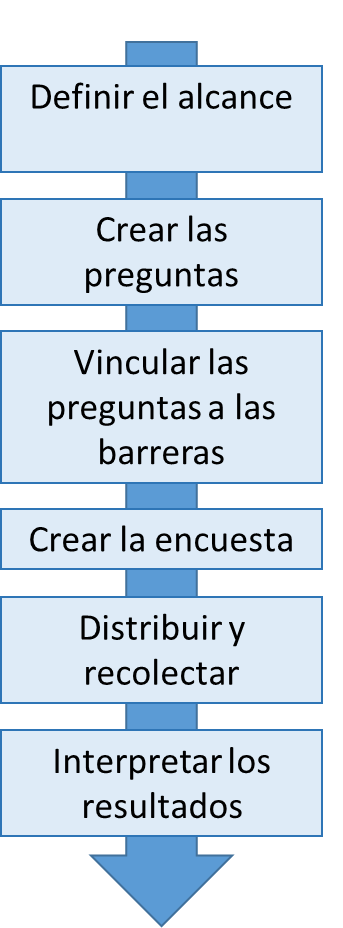 Definir el alcance
Crear las
preguntas
Vincular las
preguntas a las
barreras
Crear la encuesta
Distribuir y
recolectar
Interpretar los
resultados